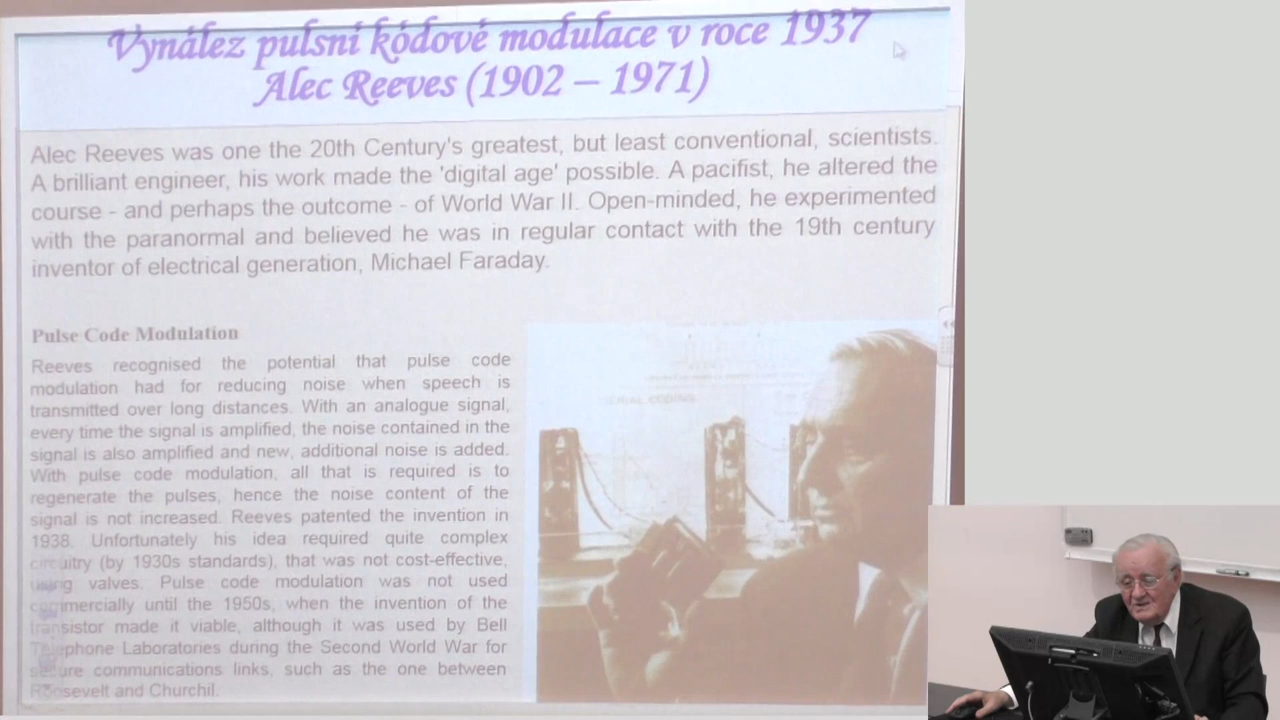 Vynález pulsní kódové modulace v roce 1937
Alec Reeves (1902 – 1971)
Alec Reeves was one the 20th Century's greatest, but least conventional, scientists.
A brilliant engineer, his work made the 'digital age' possible. A pacifist, he altered the
course - and perhaps the outcome - of World War II. Open-minded, he experimented
with the paranormal and believed he was in regular contact with the 19th century
inventor of electrical generation, Michael Faraday.
Pulse Code Modulation
Reeves recognised the potential that pulse code
modulation had for reducing noise when speech is
transmitted over long distances. With an analogue signal,
every time the signal is amplified, the noise contained in the
signal is also amplified and new, additional noise is added.
With pulse code modulation, all that is required is to
regenerate the pulses, hence the noise content of the
signal is not increased. Reeves patented the invention in
1938. Unfortunately his idea required quite complex
circuitry (by 1930s standards), that was not cost-effective,
using valves. Pulse code modulation was not used
commercially until the 1950s, when the invention of the
transistor made it viable, although it was used by Bell
Telephone Laboratories during the Second World War for
secure communications links, such as the one between
Roosevelt and Churchil.